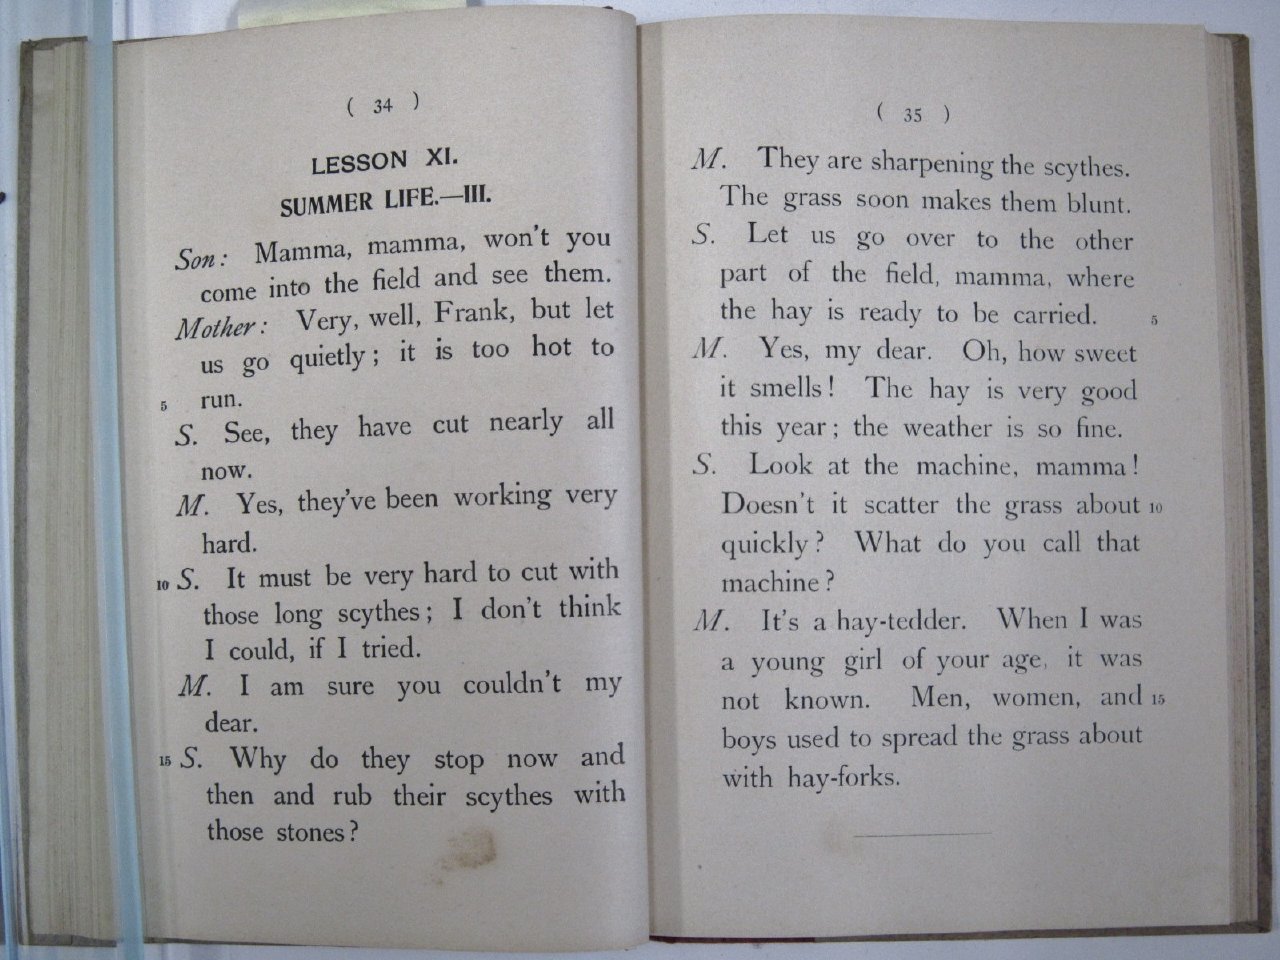 ( 34 )
LESSON XI.
SUMMER LIFE.—III.
Son: Mamma, mamma, won't you
come into the field and see them.
Mother: Very, well, Frank, but let
us go quietly; it is too hot to
5 run.
S. See, they have cut nearly all
now.
M. Yes, they've been working very
hard.
10 S. It must be very hard to cut with
those long scythes; I don't think
I could, if I tried.
M. I am sure you couldn't my
dear.
15 S. Why do they stop now and
then and rub their scythes with
those stones?
( 35 )
M. They are sharpening the scythes.
The grass soon makes them blunt.
S. Let us go over to the other
part of the field, mamma, where
the hay is ready to be carried. 5
M. Yes, my dear. Oh, how sweet
it smells! The hay is very good
this year; the weather is so fine.
S. Look at the machine, mamma!
Doesn't it scatter the grass about 10
quickly? What do you call that
machine?
M. It's a hay-tedder. When I was
a young girl of your age, it was
not known. Men, women, and 15
boys used to spread the grass about
with hay-forks.